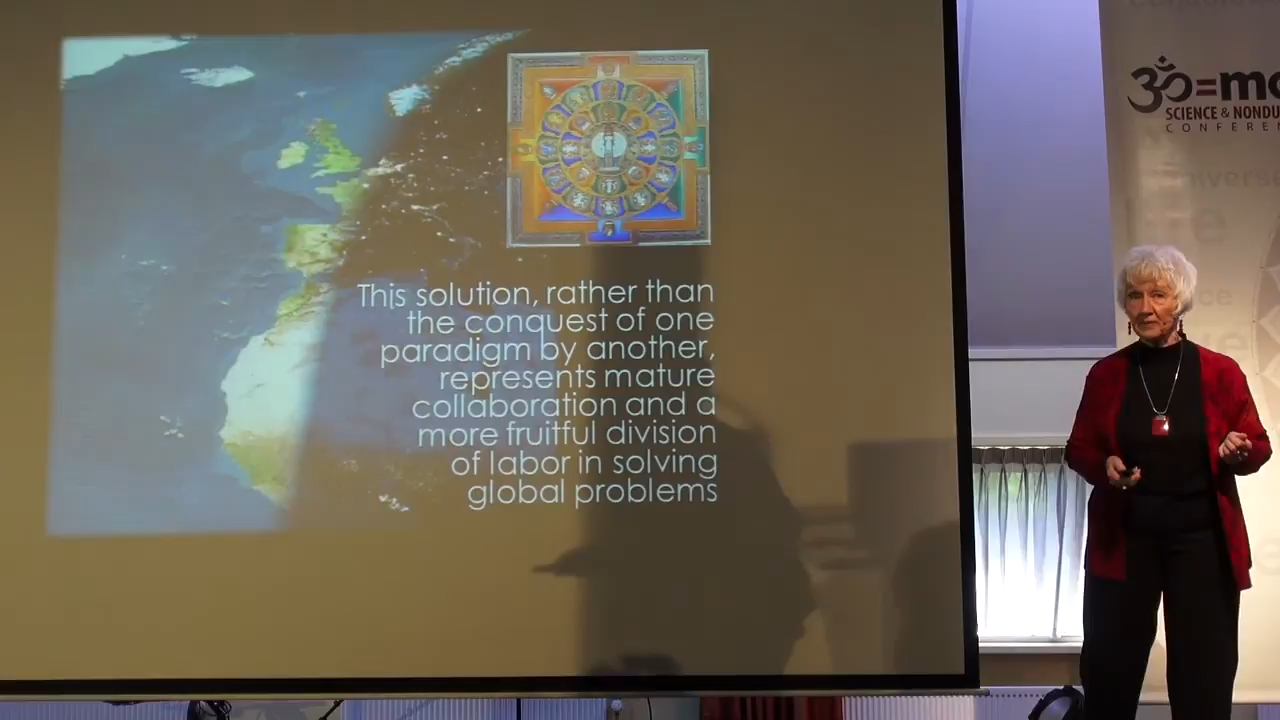 This solution, rather than
the conquest of one
paradigm by another,
represents mature
collaboration and a
more fruitful division
of labor in solving
global problems
ॐ=mc
SCIENCE & NONDU
CONFEREN